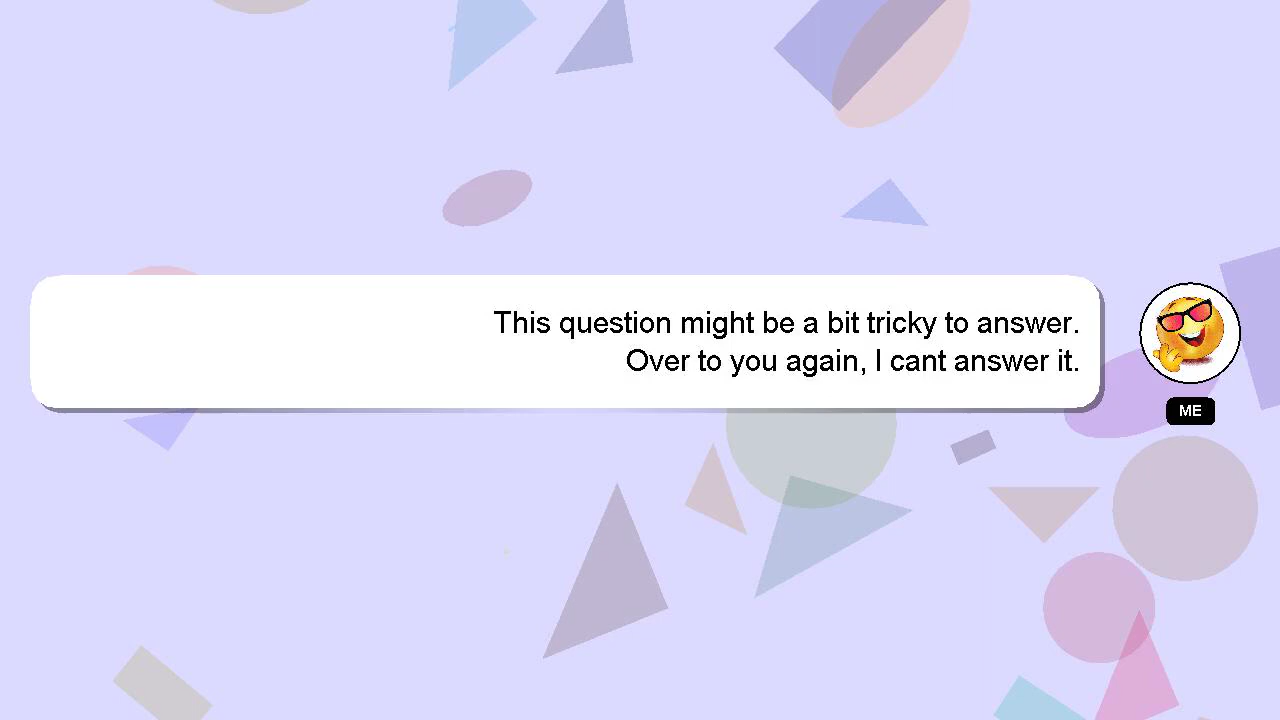 This question might be a bit tricky to answer.
Over to you again, I cant answer it.
ME